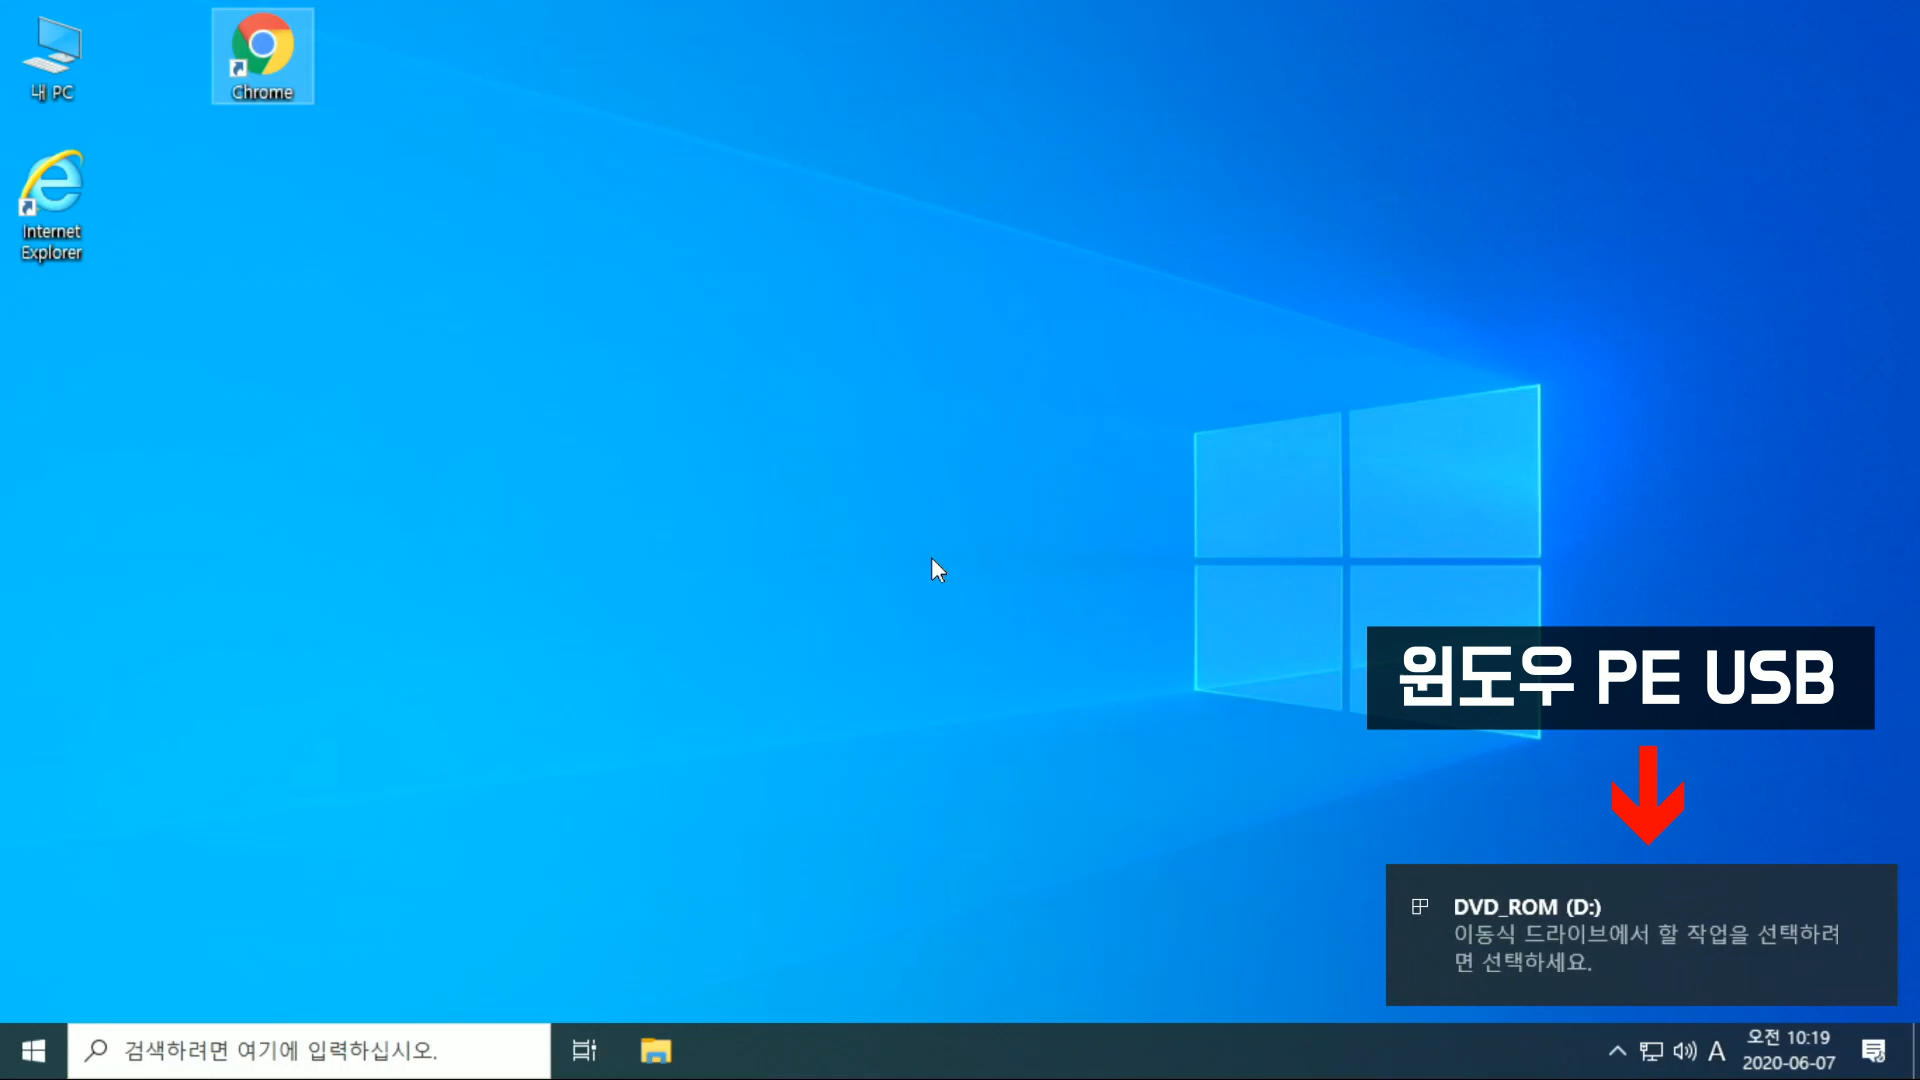 내 PC
Chrome
Internet
Explorer
윈도우 PE USB
DVD_ROM (D:)
이동식 드라이브에서 할 작업을 선택하려
면 선택하세요.
검색하려면 여기에 입력하십시오.
A
오전 10:19
2020-06-07